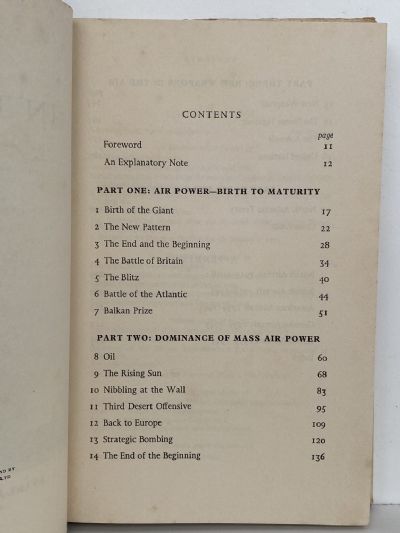 CONTENTS
page
Foreword 11
An Explanatory Note 12
PART ONE: AIR POWER—BIRTH TO MATURITY
1 Birth of the Giant 17
2 The New Pattern 22
3 The End and the Beginning 28
4 The Battle of Britain 34
5 The Blitz 40
6 Battle of the Atlantic 44
7 Balkan Prize 51
PART TWO: DOMINANCE OF MASS AIR POWER
8 Oil 60
9 The Rising Sun 68
10 Nibbling at the Wall 83
11 Third Desert Offensive 95
12 Back to Europe 109
13 Strategic Bombing 120
14 The End of the Beginning 136